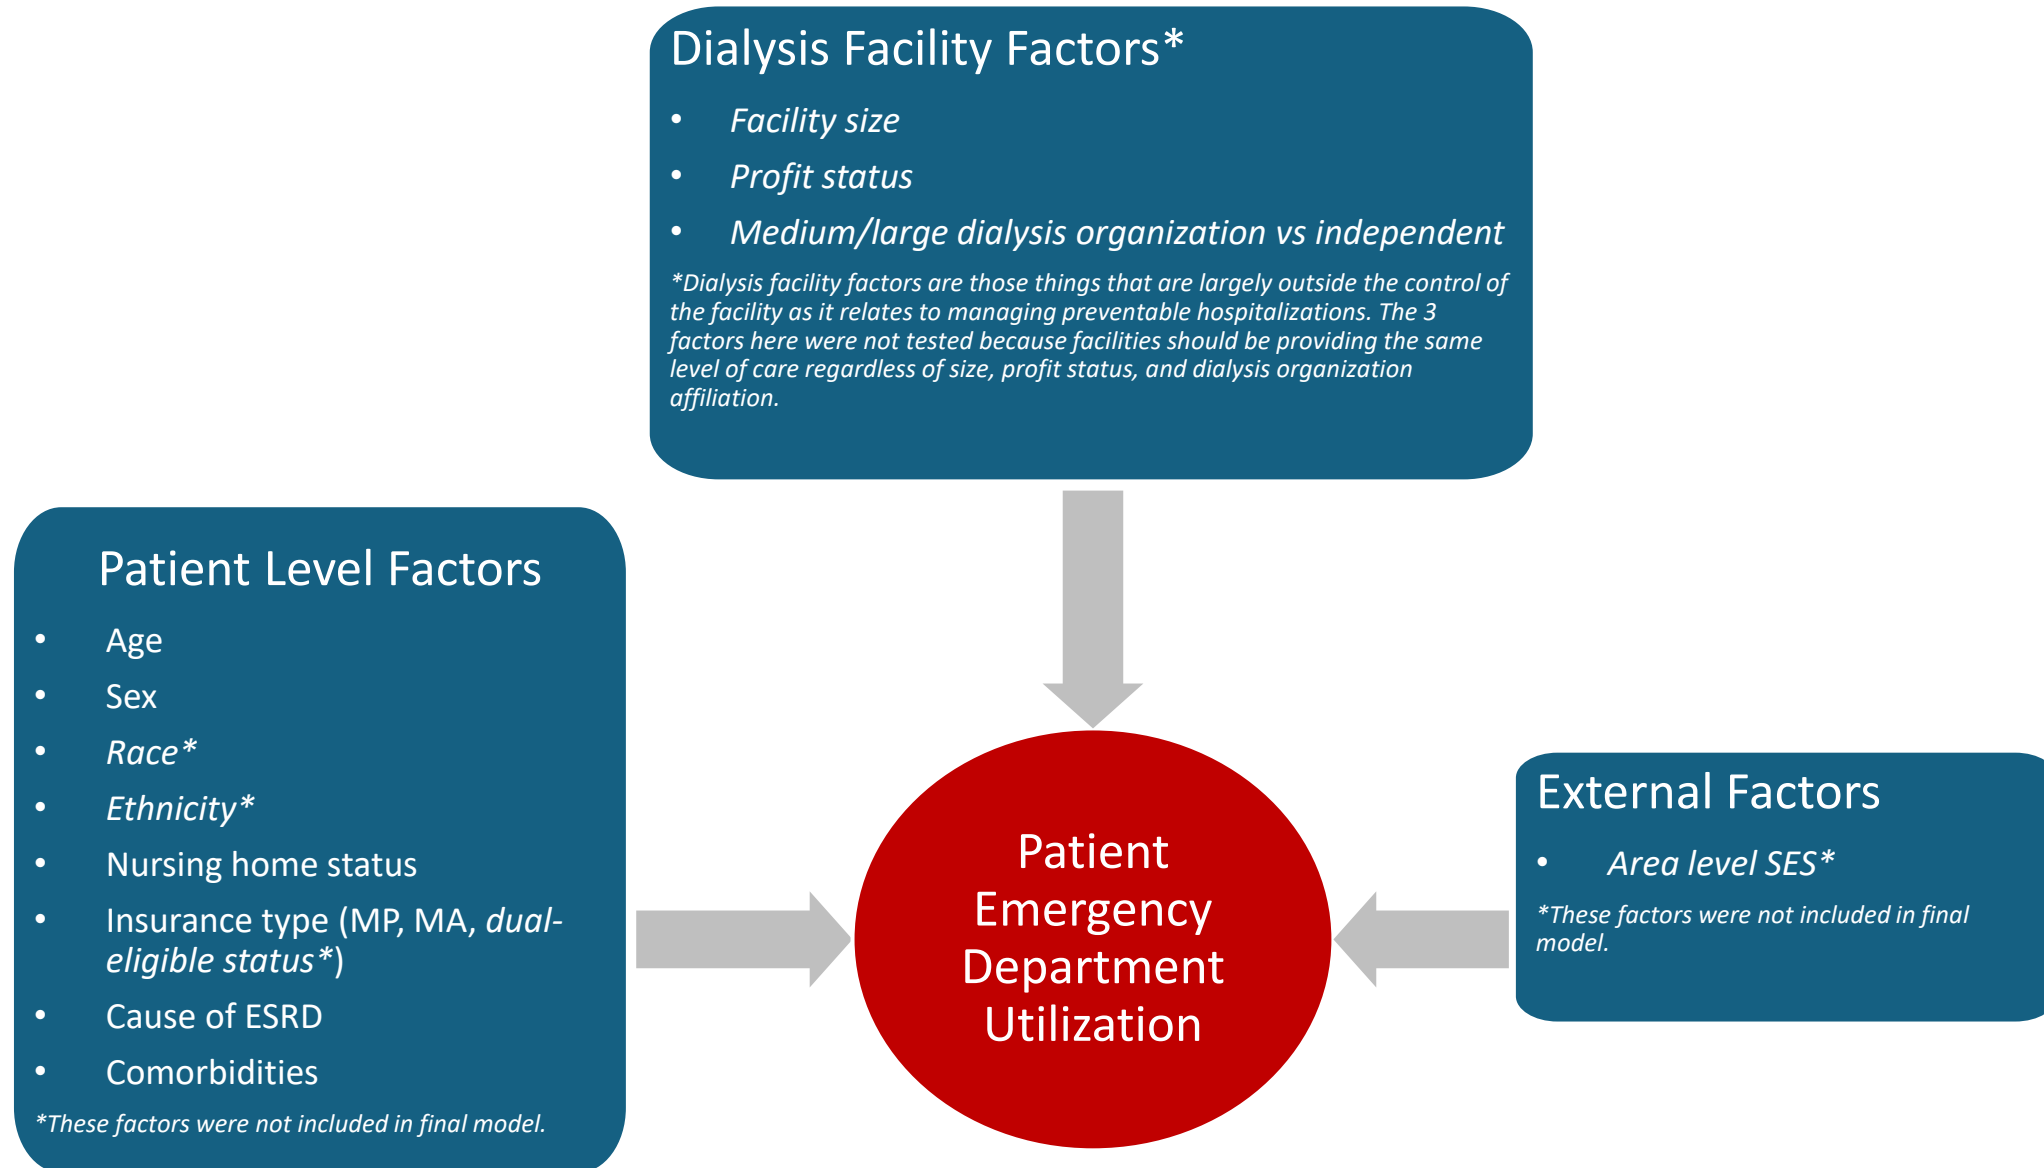 Dialysis Facility Factors*
• Facility size
• Profit status
• Medium/large dialysis organization vs independent
*Dialysis facility factors are those things that are largely outside the control of
the facility as it relates to managing preventable hospitalizations. The 3
factors here were not tested because facilities should be providing the same
level of care regardless of size, profit status, and dialysis organization
affiliation.
Patient Level Factors
• Age
• Sex
• Race*
• Ethnicity*
• Nursing home status
• Insurance type (MP, MA, dual-
eligible status*)
• Cause of ESRD
• Comorbidities
*These factors were not included in final model.
Patient
Emergency
Department
Utilization
External Factors
• Area level SES*
*These factors were not included in final
model.